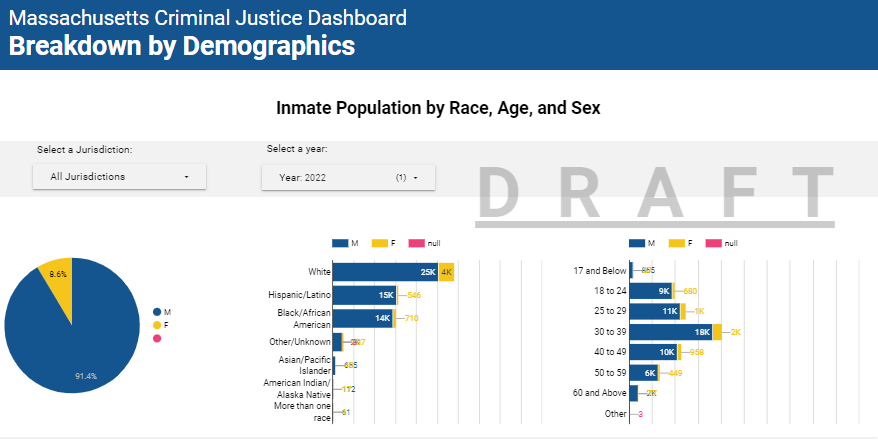 Massachusetts Criminal Justice Dashboard
Breakdown by Demographics
Inmate Population by Race, Age, and Sex
Select a Jurisdiction:
All Jurisdictions
Select a year:
Year: 2022 (1)
DRAFT
M F null
White 25K 4K
Hispanic/Latino 15K 546
Black/African
American 14K 710
Other/Unknown
Asian/Pacific
Islander
American Indian/
Alaska Native
More than one
race
M F null
17 and Below
18 to 24 9K 680
25 to 29 11K 1K
30 to 39 18K 2K
40 to 49 10K 958
50 to 59 6K 449
60 and Above
Other 3
8.6%
91.4%
M
F